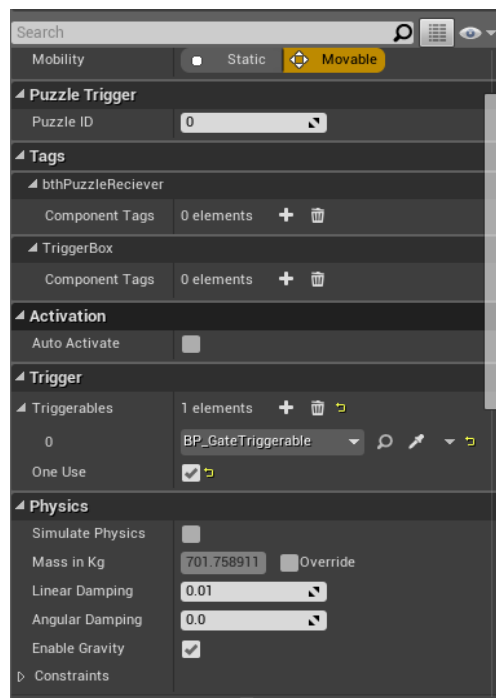 Search
Mobility Static Movable
Puzzle Trigger
Puzzle ID 0
Tags
bthPuzzleReciever
Component Tags 0 elements
TriggerBox
Component Tags 0 elements
Activation
Auto Activate
Trigger
Triggerables 1 elements
0 BP_GateTriggerable
One Use
Physics
Simulate Physics
Mass in Kg 701.758911 Override
Linear Damping 0.01
Angular Damping 0.0
Enable Gravity
Constraints